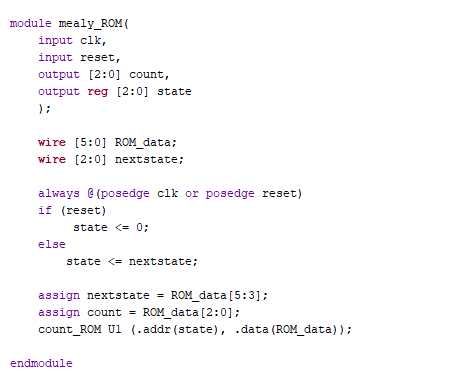 module mealy_ROM(
    input clk,
    input reset,
    output [2:0] count,
    output reg [2:0] state
    );
    wire [5:0] ROM_data;
    wire [2:0] nextstate;
    always @(posedge clk or posedge reset)
    if (reset)
         state <= 0;
    else
        state <= nextstate;
    assign nextstate = ROM_data[5:3];
    assign count = ROM_data[2:0];
    count_ROM U1 (.addr(state), .data(ROM_data));
endmodule